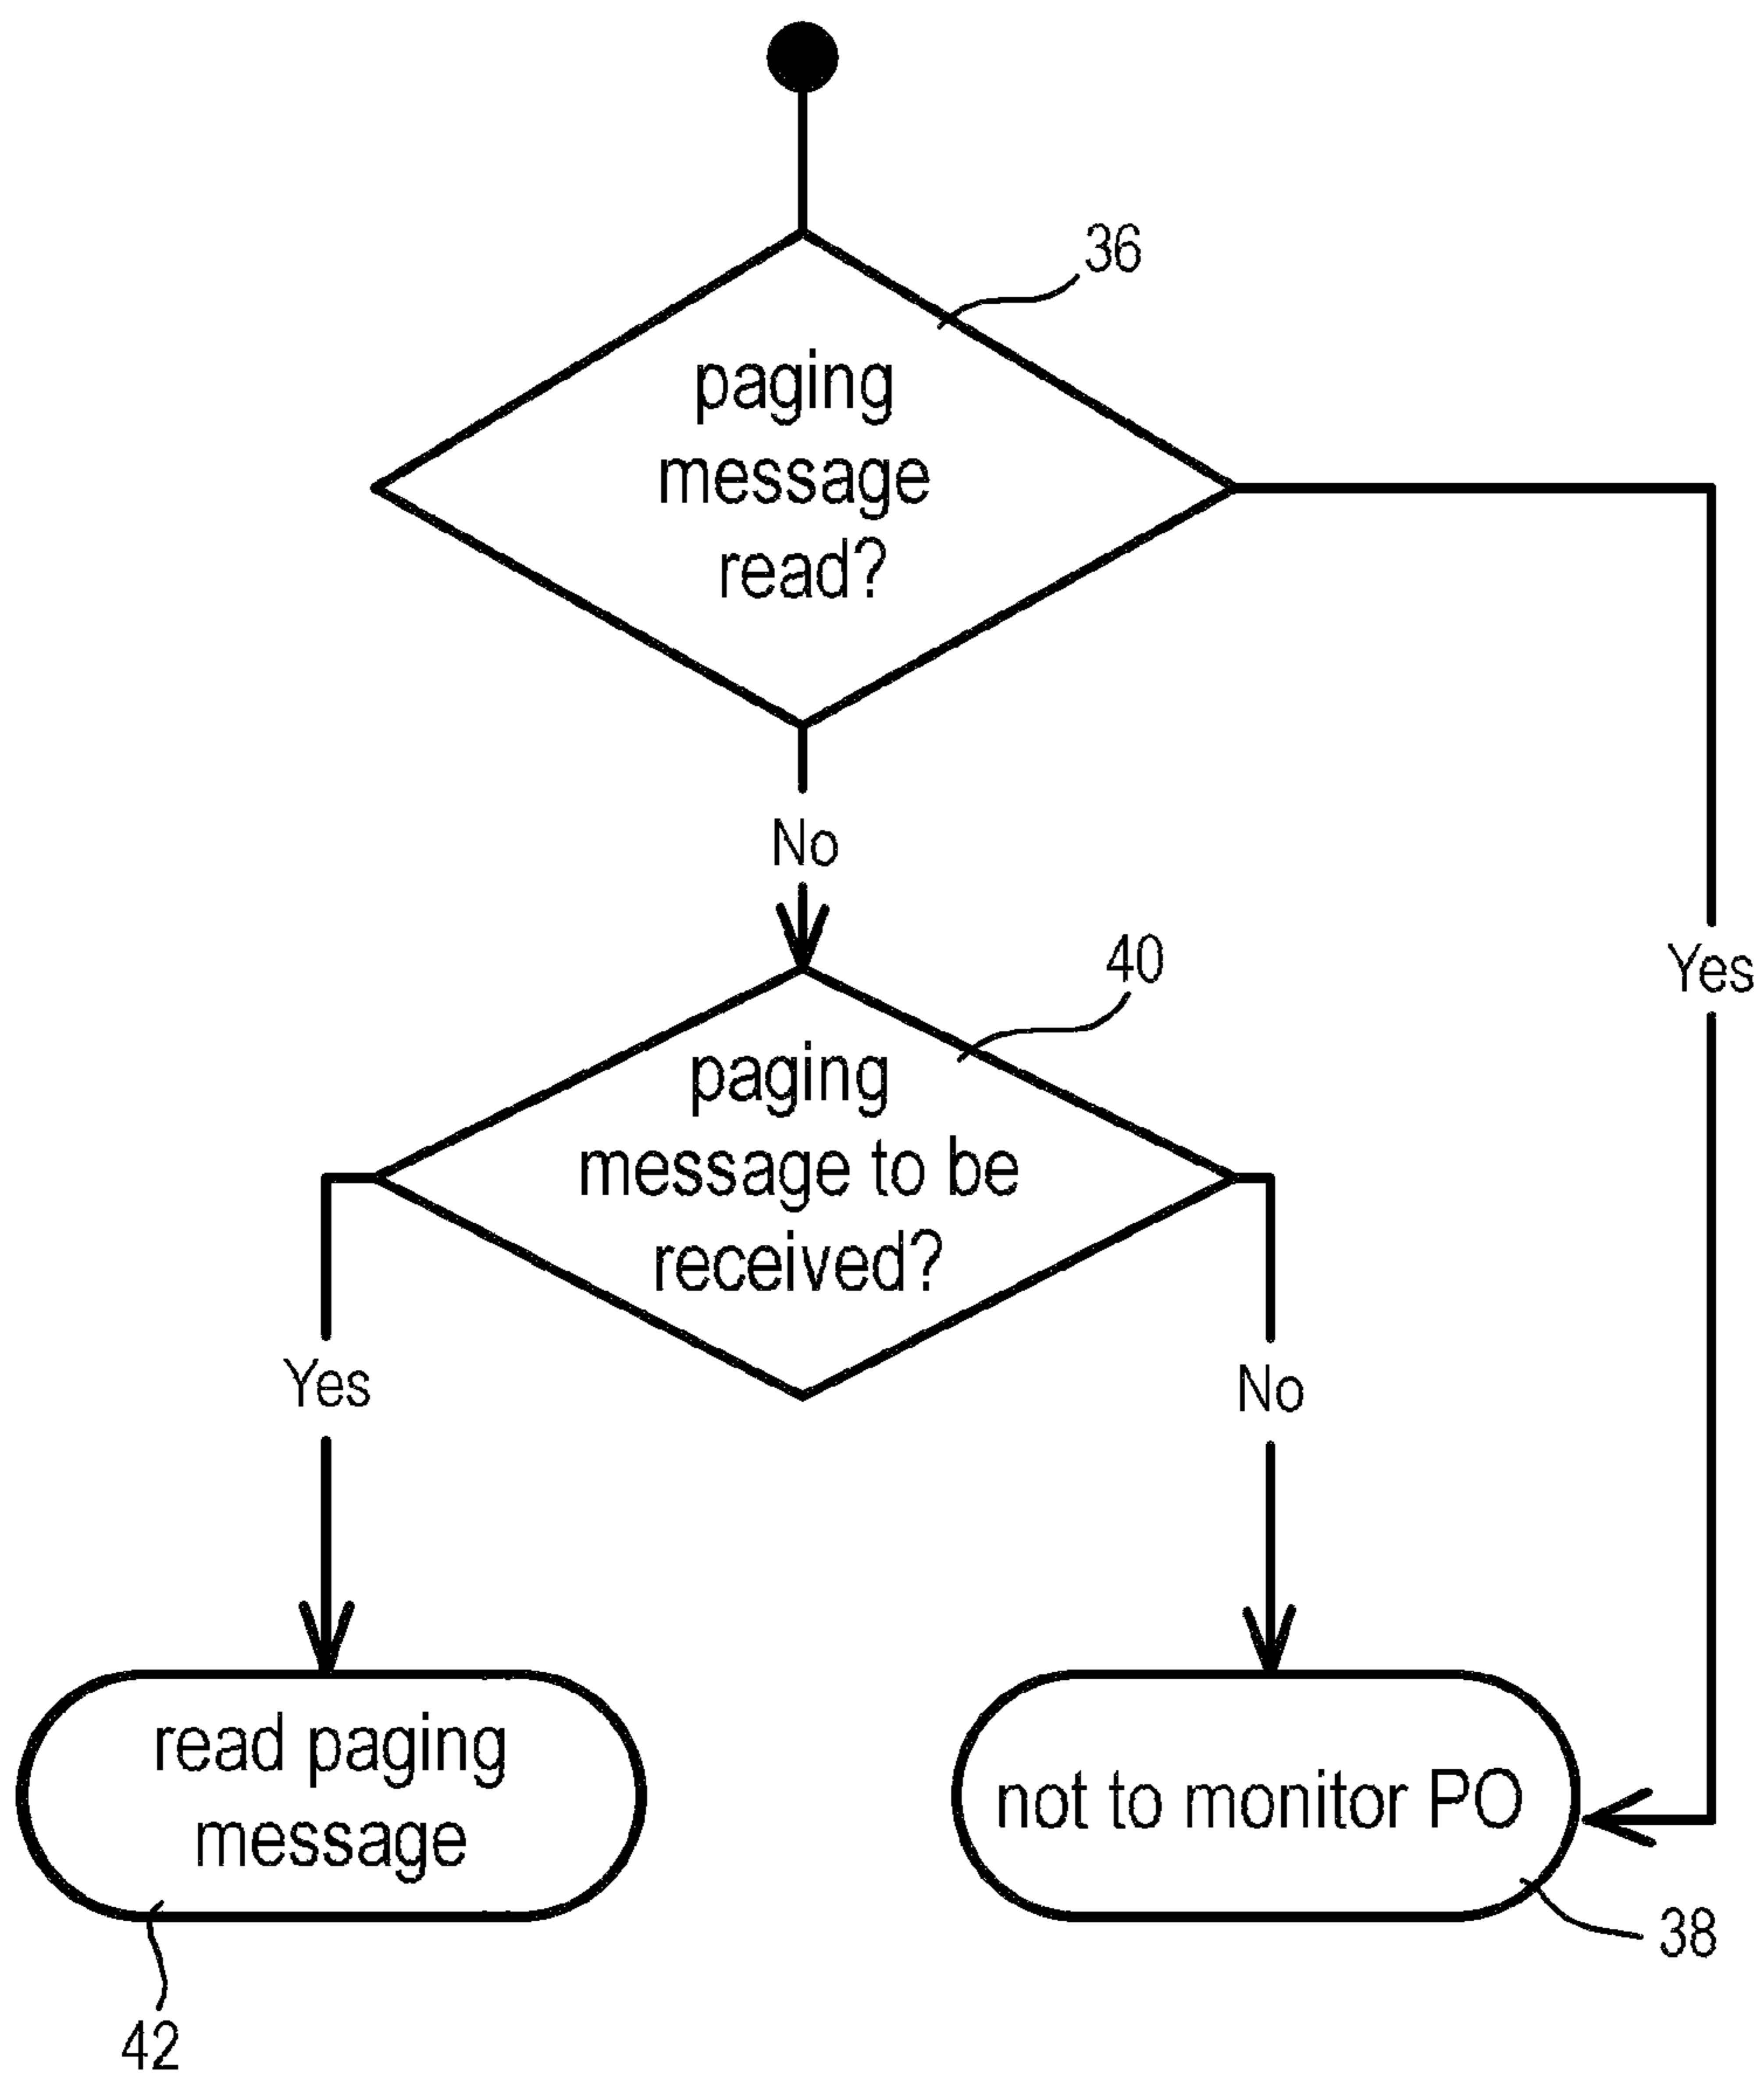 36
paging
message
read?
No
Yes
40
paging
message to be
received?
Yes
No
read paging
message
not to monitor PO
38
42